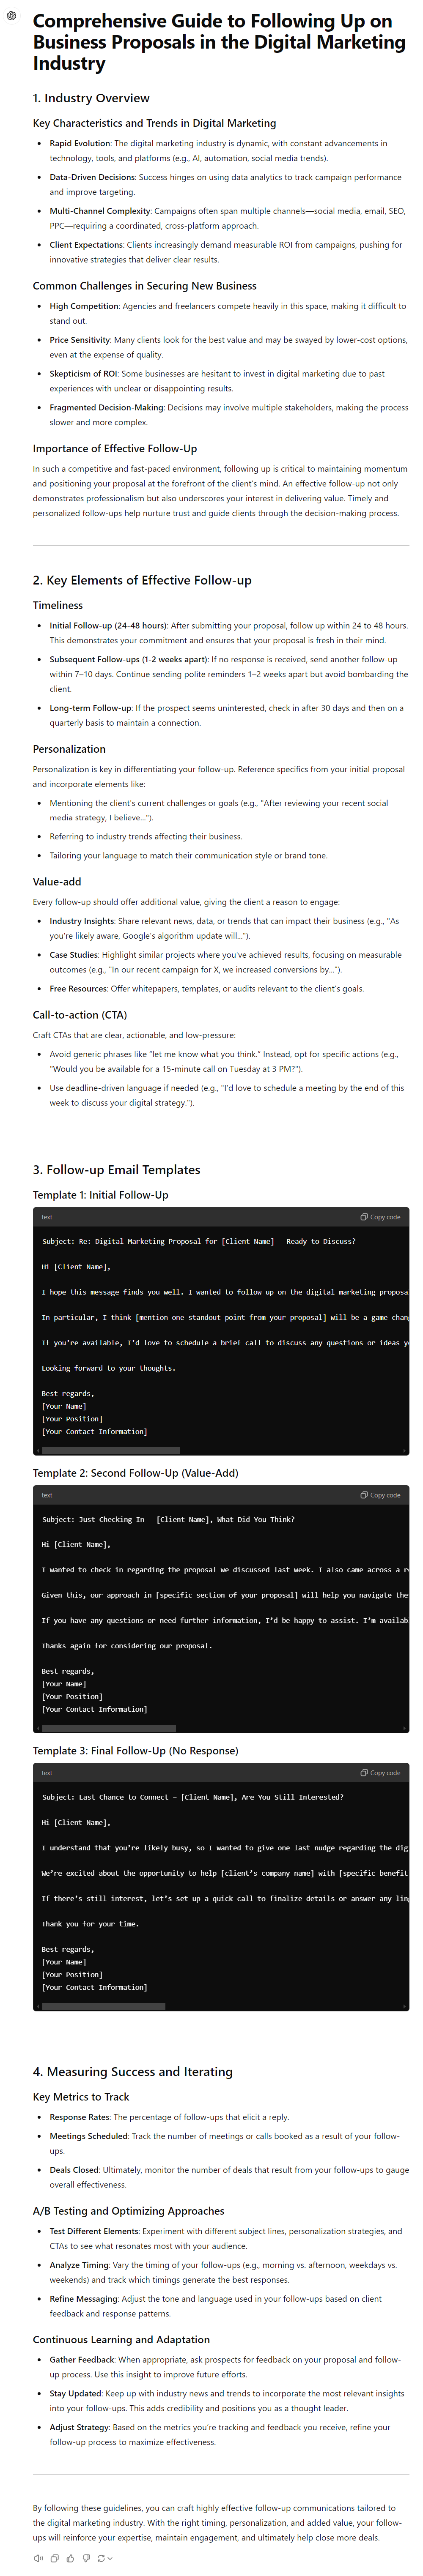 Comprehensive Guide to Following Up on
Business Proposals in the Digital Marketing
Industry
1. Industry Overview
Key Characteristics and Trends in Digital Marketing
• Rapid Evolution: The digital marketing industry is dynamic, with constant advancements in
technology, tools, and platforms (e.g., AI, automation, social media trends).
• Data-Driven Decisions: Success hinges on using data analytics to track campaign performance
and improve targeting.
• Multi-Channel Complexity: Campaigns often span multiple channels—social media, email, SEO,
PPC—requiring a coordinated, cross-platform approach.
• Client Expectations: Clients increasingly demand measurable ROI from campaigns, pushing for
innovative strategies that deliver clear results.
Common Challenges in Securing New Business
• High Competition: Agencies and freelancers compete heavily in this space, making it difficult to
stand out.
• Price Sensitivity: Many clients look for the best value and may be swayed by lower-cost options,
even at the expense of quality.
• Skepticism of ROI: Some businesses are hesitant to invest in digital marketing due to past
experiences with unclear or disappointing results.
• Fragmented Decision-Making: Decisions may involve multiple stakeholders, making the process
slower and more complex.
Importance of Effective Follow-Up
In such a competitive and fast-paced environment, following up is critical to maintaining momentum
and positioning your proposal at the forefront of the client's mind. An effective follow-up not only
demonstrates professionalism but also underscores your interest in delivering value. Timely and
personalized follow-ups help nurture trust and guide clients through the decision-making process.
2. Key Elements of Effective Follow-up
Timeliness
• Initial Follow-up (24-48 hours): After submitting your proposal, follow up within 24 to 48 hours.
This demonstrates your commitment and ensures that your proposal is fresh in their mind.
• Subsequent Follow-ups (1-2 weeks apart): If no response is received, send another follow-up
within 7–10 days. Continue sending polite reminders 1–2 weeks apart but avoid bombarding the
client.
• Long-term Follow-up: If the prospect seems uninterested, check in after 30 days and then on a
quarterly basis to maintain a connection.
Personalization
Personalization is key in differentiating your follow-up. Reference specifics from your initial proposal
and incorporate elements like:
• Mentioning the client's current challenges or goals (e.g., "After reviewing your recent social
media strategy, I believe...").
• Referring to industry trends affecting their business.
• Tailoring your language to match their communication style or brand tone.
Value-add
Every follow-up should offer additional value, giving the client a reason to engage:
• Industry Insights: Share relevant news, data, or trends that can impact their business (e.g., "As
you're likely aware, Google's algorithm update will...").
• Case Studies: Highlight similar projects where you've achieved results, focusing on measurable
outcomes (e.g., "In our recent campaign for X, we increased conversions by...").
• Free Resources: Offer whitepapers, templates, or audits relevant to the client's goals.
Call-to-action (CTA)
Craft CTAs that are clear, actionable, and low-pressure:
• Avoid generic phrases like "let me know what you think." Instead, opt for specific actions (e.g.,
"Would you be available for a 15-minute call on Tuesday at 3 PM?").
• Use deadline-driven language if needed (e.g., "I'd love to schedule a meeting by the end of this
week to discuss your digital strategy.").
3. Follow-up Email Templates
Template 1: Initial Follow-Up
text Copy code
Subject: Re: Digital Marketing Proposal for [Client Name] – Ready to Discuss?
Hi [Client Name],
I hope this message finds you well. I wanted to follow up on the digital marketing proposa
In particular, I think [mention one standout point from your proposal] will be a game chan
If you're available, I'd love to schedule a brief call to discuss any questions or ideas y
Looking forward to your thoughts.
Best regards,
[Your Name]
[Your Position]
[Your Contact Information]
Template 2: Second Follow-Up (Value-Add)
text Copy code
Subject: Just Checking In – [Client Name], What Did You Think?
Hi [Client Name],
I wanted to check in regarding the proposal we discussed last week. I also came across a r
Given this, our approach in [specific section of your proposal] will help you navigate the
If you have any questions or need further information, I'd be happy to assist. I'm availab
Thanks again for considering our proposal.
Best regards,
[Your Name]
[Your Position]
[Your Contact Information]
Template 3: Final Follow-Up (No Response)
text Copy code
Subject: Last Chance to Connect – [Client Name], Are You Still Interested?
Hi [Client Name],
I understand that you're likely busy, so I wanted to give one last nudge regarding the dig
We're excited about the opportunity to help [client's company name] with [specific benefit
If there's still interest, let's set up a quick call to finalize details or answer any lin
Thank you for your time.
Best regards,
[Your Name]
[Your Position]
[Your Contact Information]
4. Measuring Success and Iterating
Key Metrics to Track
• Response Rates: The percentage of follow-ups that elicit a reply.
• Meetings Scheduled: Track the number of meetings or calls booked as a result of your follow-
ups.
• Deals Closed: Ultimately, monitor the number of deals that result from your follow-ups to gauge
overall effectiveness.
A/B Testing and Optimizing Approaches
• Test Different Elements: Experiment with different subject lines, personalization strategies, and
CTAs to see what resonates most with your audience.
• Analyze Timing: Vary the timing of your follow-ups (e.g., morning vs. afternoon, weekdays vs.
weekends) and track which timings generate the best responses.
• Refine Messaging: Adjust the tone and language used in your follow-ups based on client
feedback and response patterns.
Continuous Learning and Adaptation
• Gather Feedback: When appropriate, ask prospects for feedback on your proposal and follow-
up process. Use this insight to improve future efforts.
• Stay Updated: Keep up with industry news and trends to incorporate the most relevant insights
into your follow-ups. This adds credibility and positions you as a thought leader.
• Adjust Strategy: Based on the metrics you're tracking and feedback you receive, refine your
follow-up process to maximize effectiveness.
By following these guidelines, you can craft highly effective follow-up communications tailored to
the digital marketing industry. With the right timing, personalization, and added value, your follow-
ups will reinforce your expertise, maintain engagement, and ultimately help close more deals.